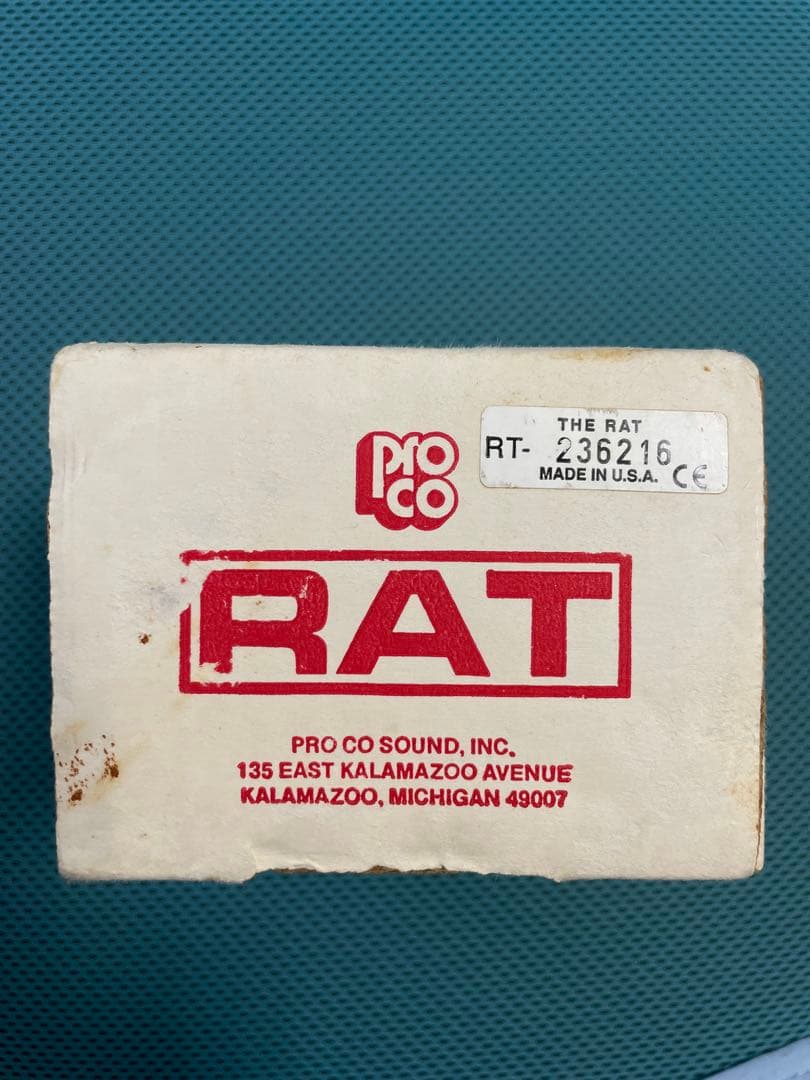 PRO
CO
THE RAT
RT- 236216
MADE IN U.S.A. CE
RAT
PRO CO SOUND, INC.
135 EAST KALAMAZOO AVENUE
KALAMAZOO, MICHIGAN 49007